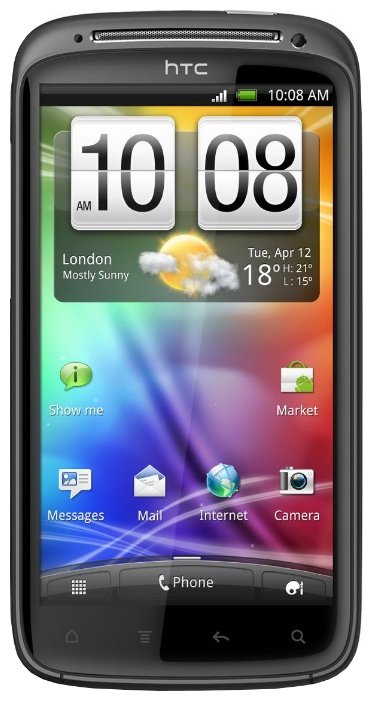 hTC
10:08 AM
10 08
AM
London
Mostly Sunny
Tue, Apr 12
18° H: 21°
L: 15°
Show me
Market
Messages
Mail
Internet
Camera
Phone